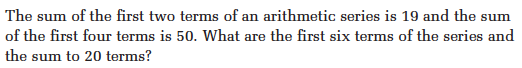 The sum of the first two terms of an arithmetic series is 19 and the sum
of the first four terms is 50. What are the first six terms of the series and
the sum to 20 terms?